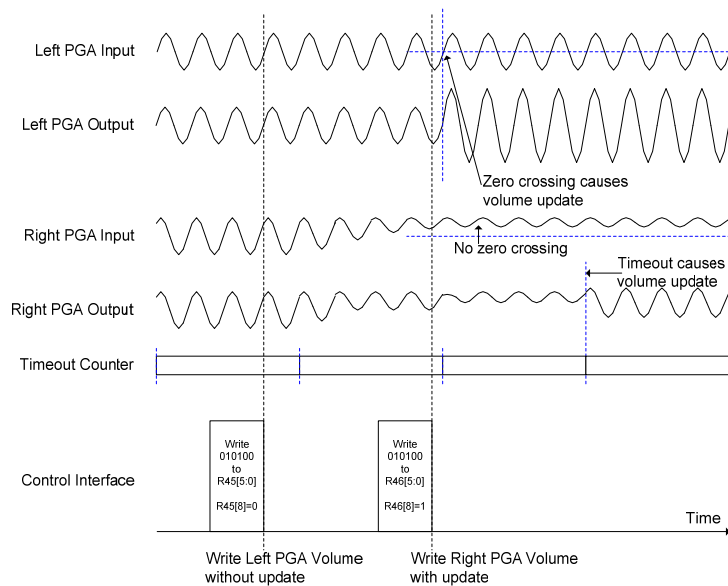 Left PGA Input
Left PGA Output
Zero crossing causes
volume update
Right PGA Input
No zero crossing
Timeout causes
volume update
Right PGA Output
Timeout Counter
Control Interface
Write
010100
to
R45[5:0]
R45[8]=0
Write
010100
to
R46[5:0]
R46[8]=1
Time
Write Left PGA Volume
without update
Write Right PGA Volume
with update